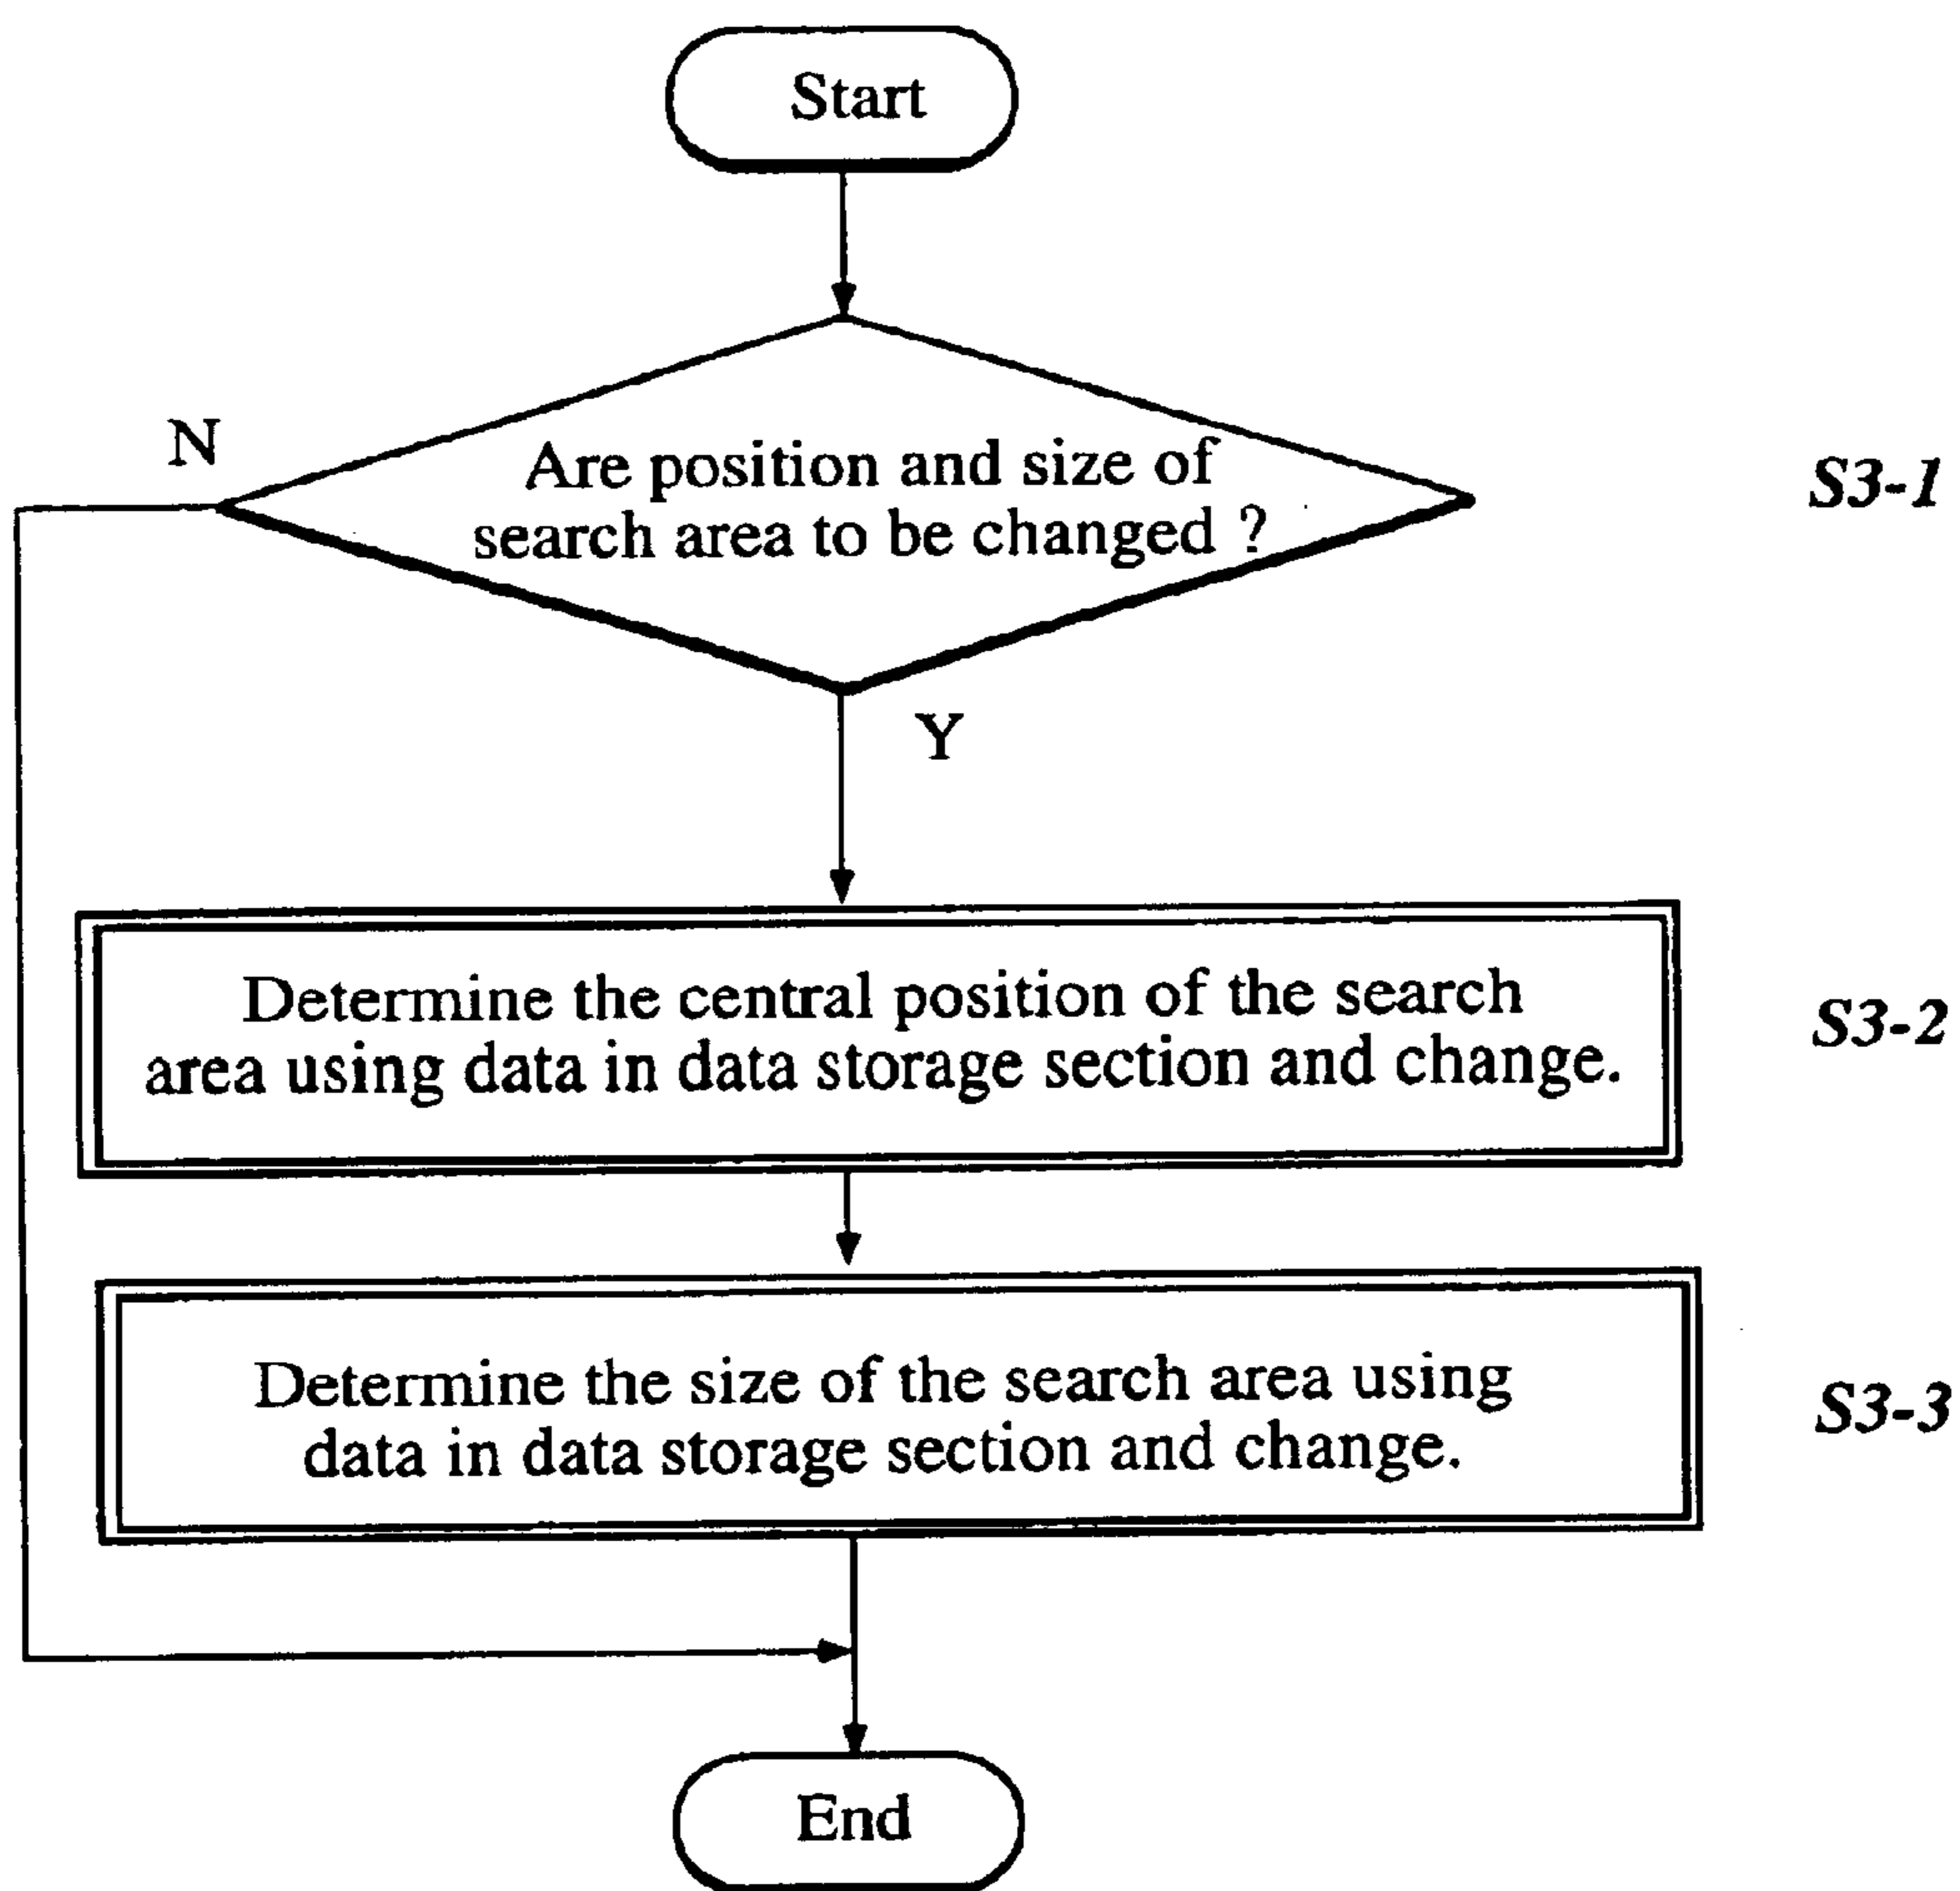 Start
N
Are position and size of
search area to be changed ?
S3-1
Y
Determine the central position of the search
area using data in data storage section and change.
S3-2
Determine the size of the search area using
data in data storage section and change.
S3-3
End